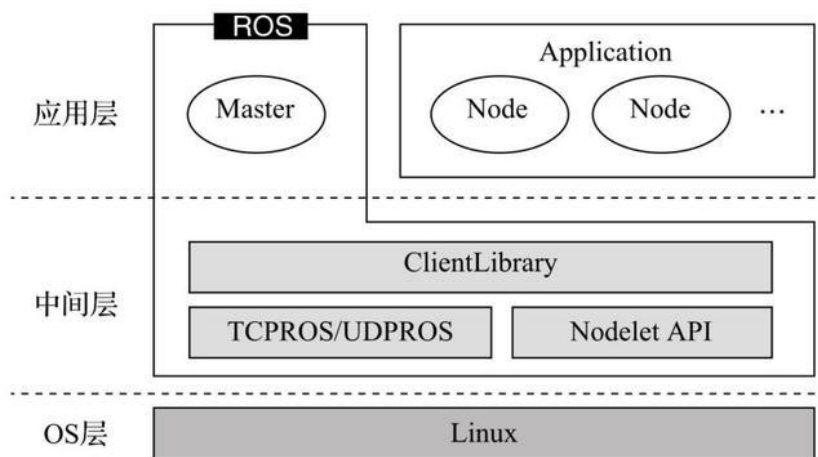 ROS
Application
应用层
Master
Node
Node
...
ClientLibrary
中间层
TCPROS/UDPROS
Nodelet API
OS层
Linux